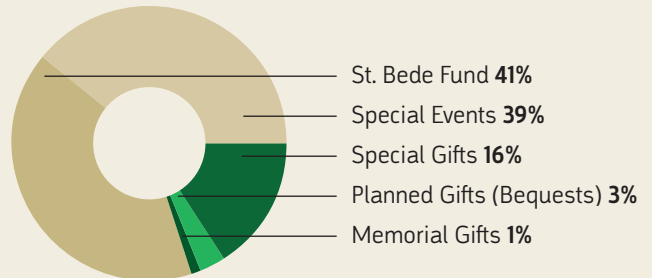 St. Bede Fund 41%
Special Events 39%
Special Gifts 16%
Planned Gifts (Bequests) 3%
Memorial Gifts 1%